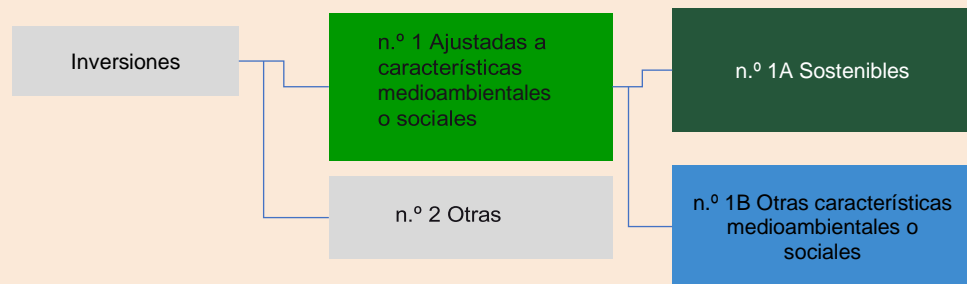 Inversiones
n.º 1 Ajustadas a
características
medioambientales
o sociales
n.º 2 Otras
n.º 1A Sostenibles
n.º 1B Otras características
medioambientales o
sociales